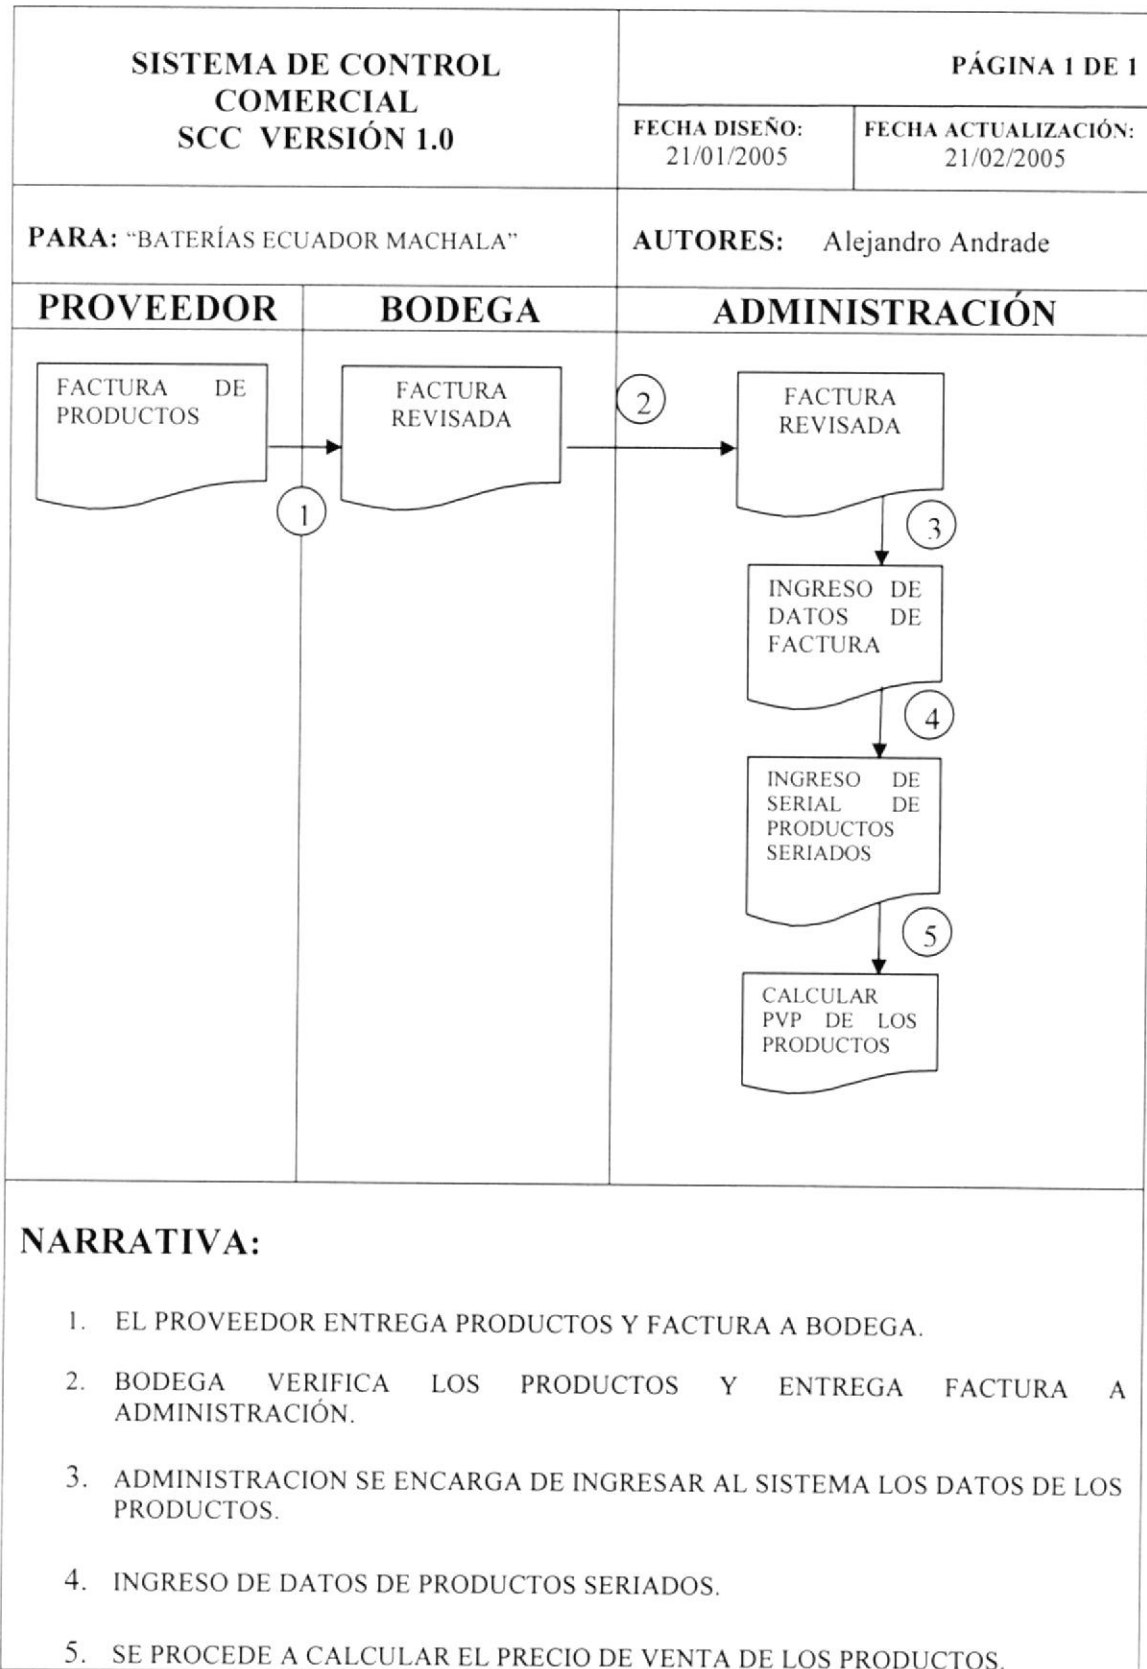 SISTEMA DE CONTROL
COMERCIAL
SCC VERSIÓN 1.0
PÁGINA 1 DE 1
FECHA DISEÑO:
21/01/2005
FECHA ACTUALIZACIÓN:
21/02/2005
PARA: “BATERÍAS ECUADOR MACHALA”
AUTORES: Alejandro Andrade
PROVEEDOR
BODEGA
ADMINISTRACIÓN
FACTURA DE
PRODUCTOS
1
FACTURA
REVISADA
2
FACTURA
REVISADA
3
INGRESO DE
DATOS DE
FACTURA
4
INGRESO DE
SERIAL DE
PRODUCTOS
SERIADOS
5
CALCULAR
PVP DE LOS
PRODUCTOS
NARRATIVA:
1. EL PROVEEDOR ENTREGA PRODUCTOS Y FACTURA A BODEGA.
2. BODEGA VERIFICA LOS PRODUCTOS Y ENTREGA FACTURA A
ADMINISTRACIÓN.
3. ADMINISTRACION SE ENCARGA DE INGRESAR AL SISTEMA LOS DATOS DE LOS
PRODUCTOS.
4. INGRESO DE DATOS DE PRODUCTOS SERIADOS.
5. SE PROCEDE A CALCULAR EL PRECIO DE VENTA DE LOS PRODUCTOS.